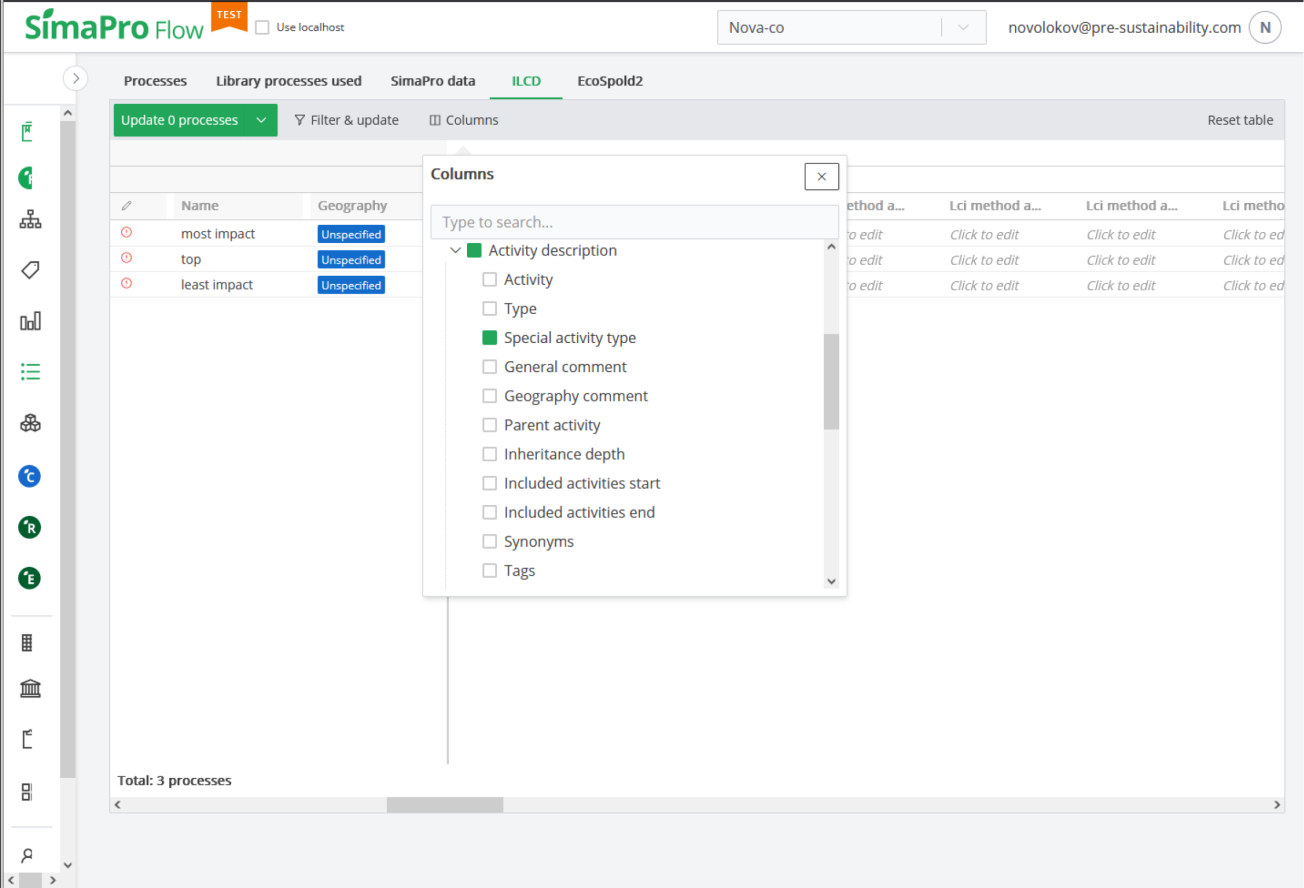 SimaPro Flow
TEST
Use localhost
Nova-co
novolokov@pre-sustainability.com
N
Processes
Library processes used
SimaPro data
ILCD
EcoSpold2
Update 0 processes
Filter & update
Columns
Reset table
Columns
Type to search...
Name
Geography
ethod a...
Lci method a...
Lci method a...
Lci metho
most impact
Unspecified
o edit
Click to edit
Click to edit
Click to ed
top
Unspecified
o edit
Click to edit
Click to edit
Click to ed
least impact
Unspecified
o edit
Click to edit
Click to edit
Click to ed
Activity description
Activity
Type
Special activity type
General comment
Geography comment
Parent activity
Inheritance depth
Included activities start
Included activities end
Synonyms
Tags
C
R
E
Total: 3 processes